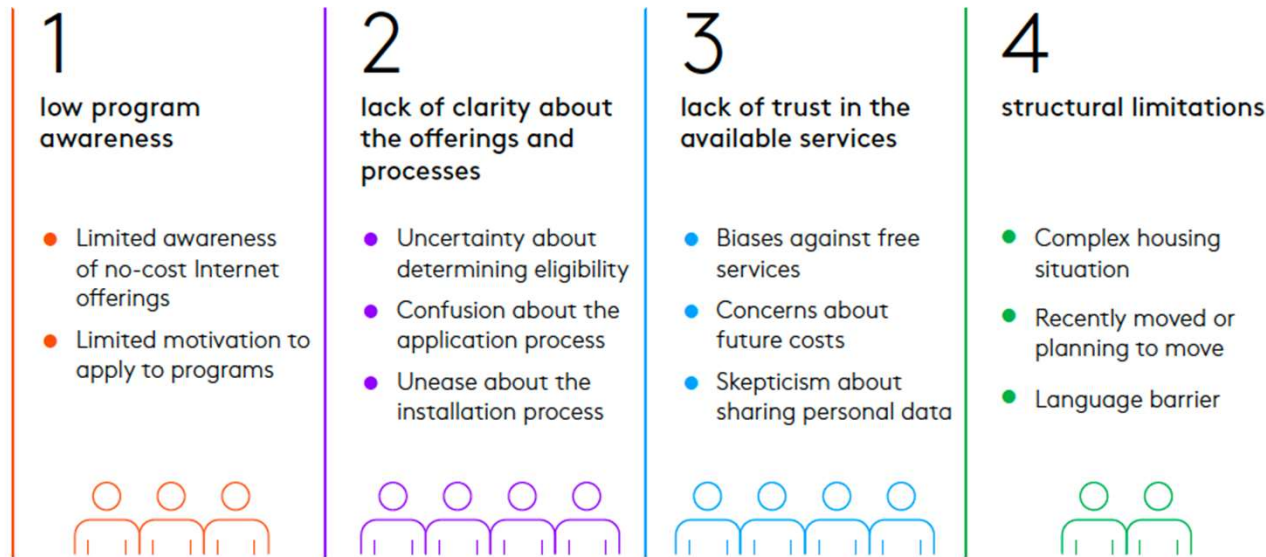 1
low program
awareness
• Limited awareness
of no-cost Internet
offerings
• Limited motivation to
apply to programs
2
lack of clarity about
the offerings and
processes
• Uncertainty about
determining eligibility
• Confusion about the
application process
• Unease about the
installation process
3
lack of trust in the
available services
• Biases against free
services
• Concerns about
future costs
• Skepticism about
sharing personal data
4
structural limitations
• Complex housing
situation
• Recently moved or
planning to move
• Language barrier